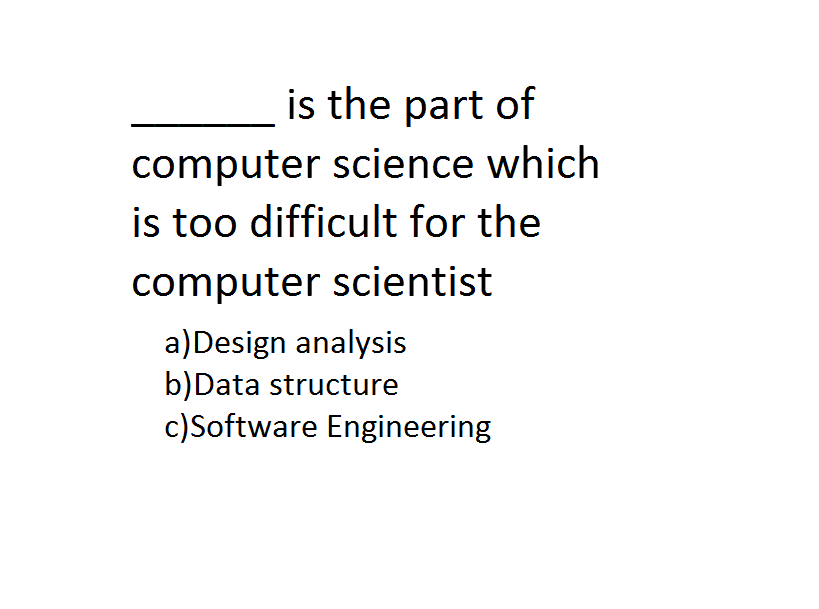 ______ is the part of
computer science which
is too difficult for the
computer scientist
a)Design analysis
b)Data structure
c)Software Engineering